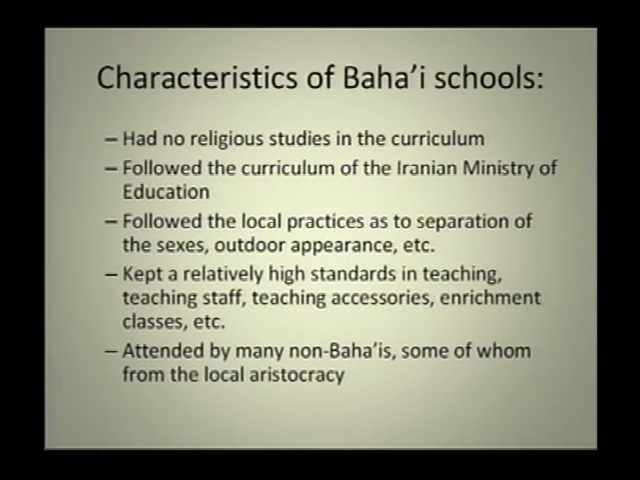 Characteristics of Baha'i schools:
– Had no religious studies in the curriculum
– Followed the curriculum of the Iranian Ministry of
Education
– Followed the local practices as to separation of
the sexes, outdoor appearance, etc.
– Kept a relatively high standards in teaching,
teaching staff, teaching accessories, enrichment
classes, etc.
– Attended by many non-Baha'is, some of whom
from the local aristocracy